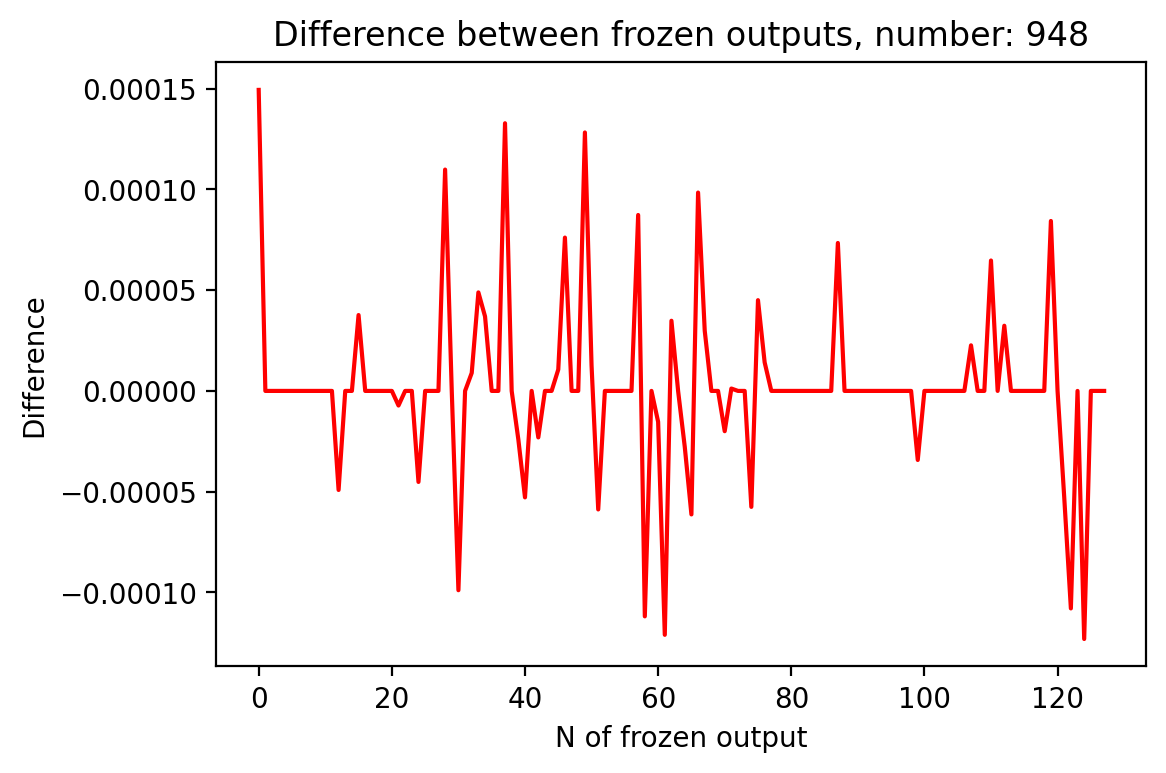 Difference between frozen outputs, number: 948
0.00015
0.00010
0.00005
0.00000
−0.00005
−0.00010
Difference
0 20 40 60 80 100 120
N of frozen output